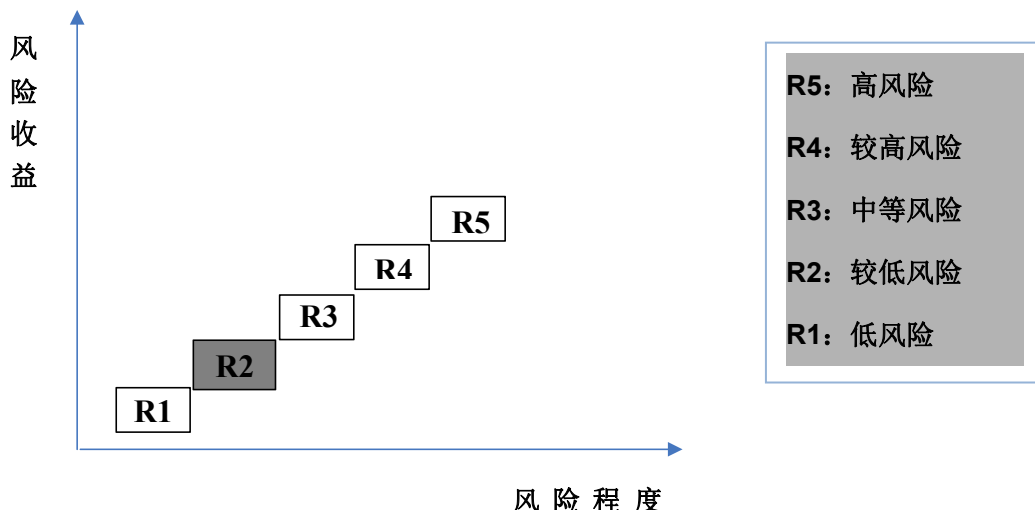 风险收益
R5
R4
R3
R2
R1
风险程度
R5：高风险
R4：较高风险
R3：中等风险
R2：较低风险
R1：低风险